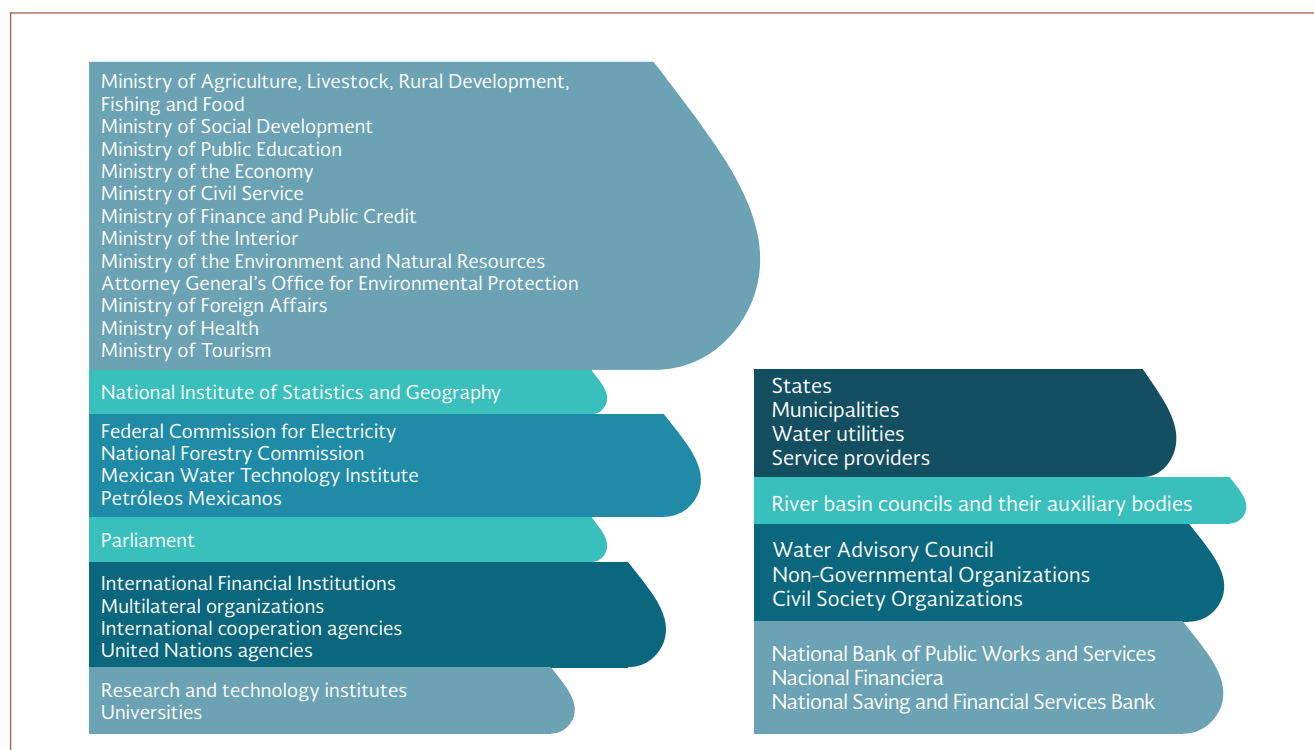 Ministry of Agriculture, Livestock, Rural Development,
Fishing and Food
Ministry of Social Development
Ministry of Public Education
Ministry of the Economy
Ministry of Civil Service
Ministry of Finance and Public Credit
Ministry of the Interior
Ministry of the Environment and Natural Resources
Attorney General’s Office for Environmental Protection
Ministry of Foreign Affairs
Ministry of Health
Ministry of Tourism
National Institute of Statistics and Geography
Federal Commission for Electricity
National Forestry Commission
Mexican Water Technology Institute
Petróleos Mexicanos
Parliament
International Financial Institutions
Multilateral organizations
International cooperation agencies
United Nations agencies
Research and technology institutes
Universities
States
Municipalities
Water utilities
Service providers
River basin councils and their auxiliary bodies
Water Advisory Council
Non-Governmental Organizations
Civil Society Organizations
National Bank of Public Works and Services
Nacional Financiera
National Saving and Financial Services Bank